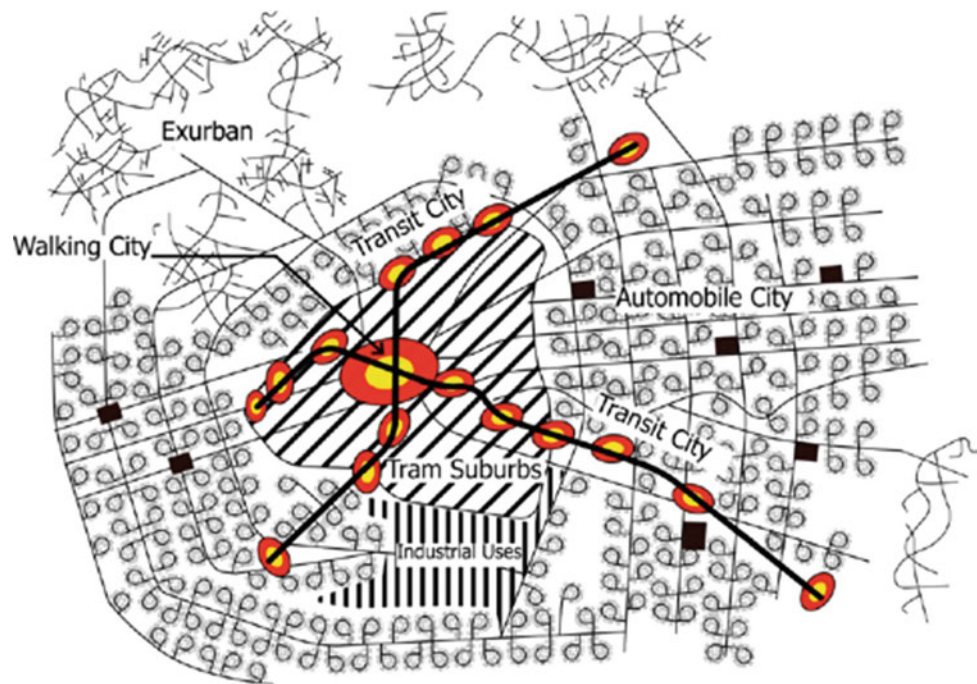 Exurban
Transit City
Walking City
Automobile City
Transit City
Tram Suburbs
Industrial Uses